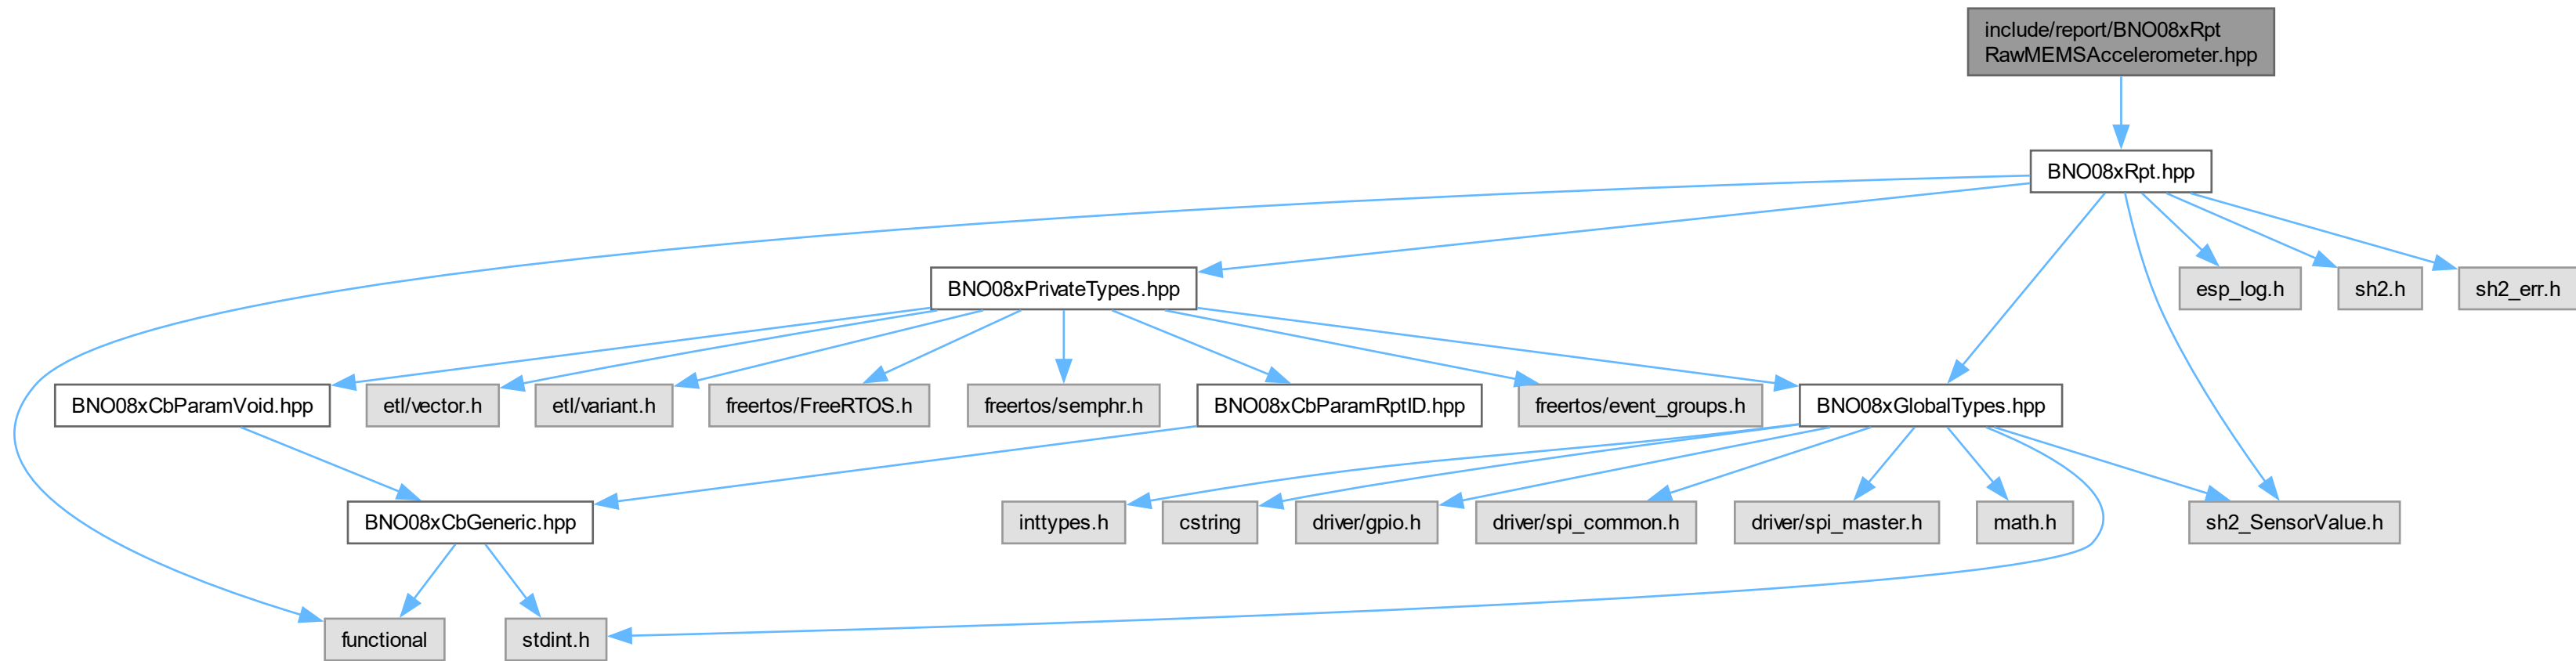 include/report/BNO08xRpt
RawMEMSAccelerometer.hpp
BNO08xRpt.hpp
BNO08xPrivateTypes.hpp
esp_log.h
sh2.h
sh2_err.h
BNO08xCbParamVoid.hpp
etl/vector.h
etl/variant.h
freertos/FreeRTOS.h
freertos/semphr.h
BNO08xCbParamRptID.hpp
freertos/event_groups.h
BNO08xGlobalTypes.hpp
BNO08xCbGeneric.hpp
inttypes.h
cstring
driver/gpio.h
driver/spi_common.h
driver/spi_master.h
math.h
sh2_SensorValue.h
functional
stdint.h